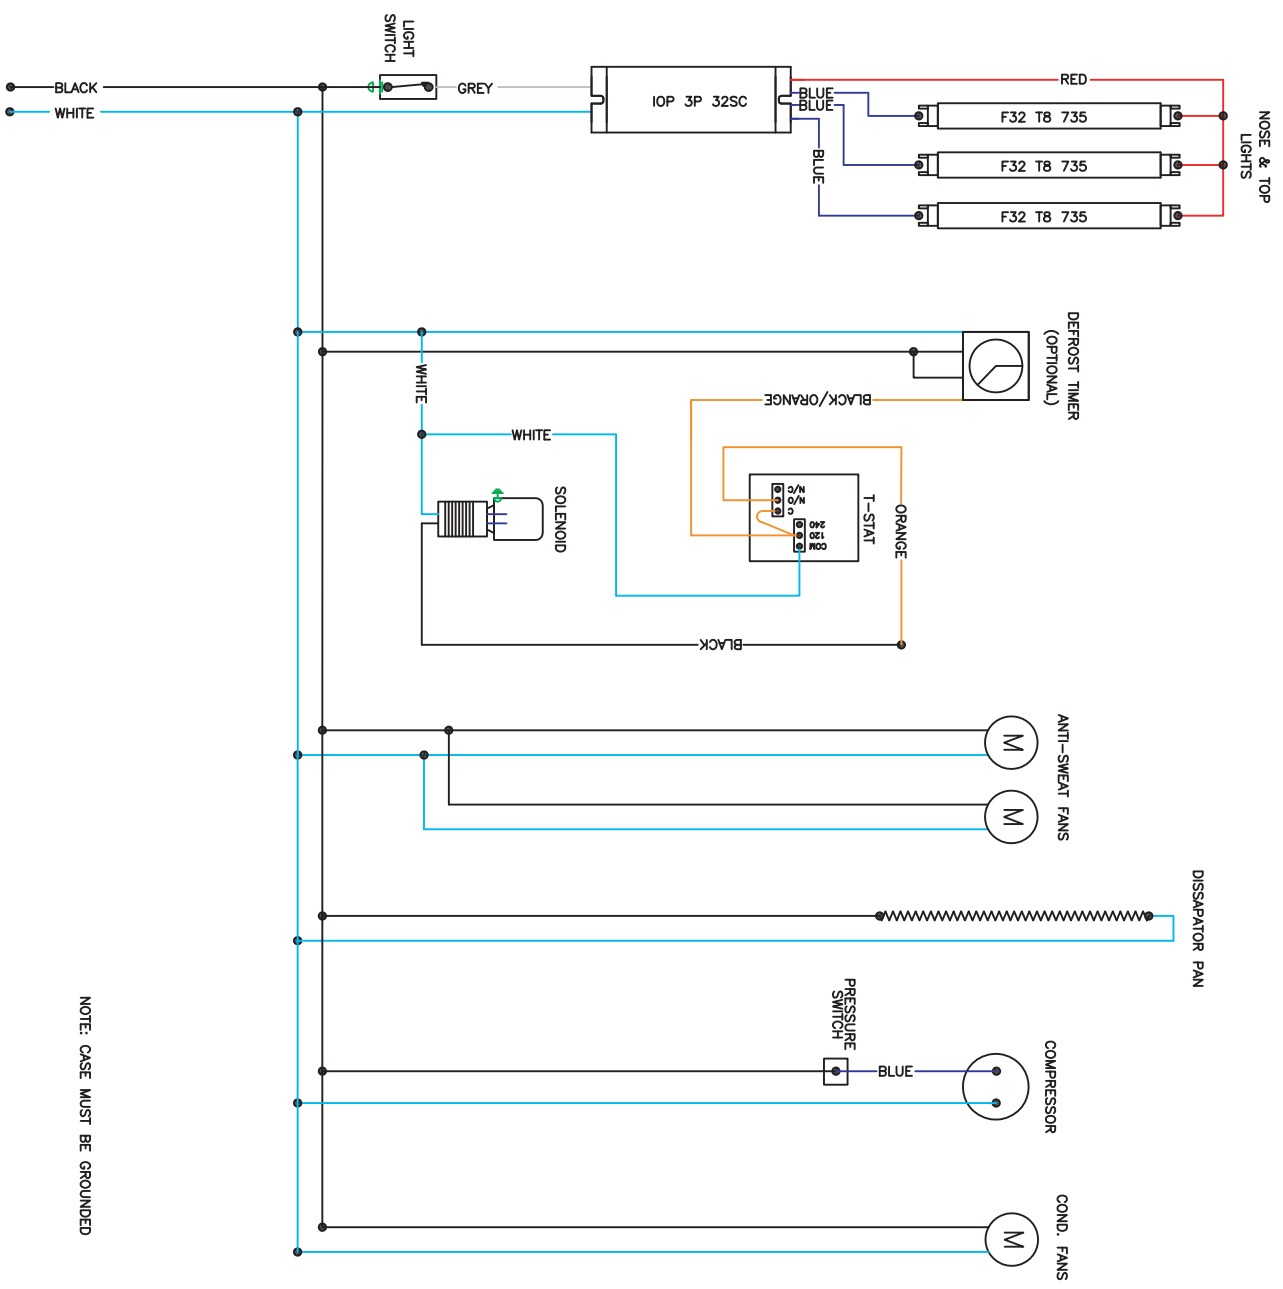 LIGHT
SWITCH
BLACK
WHITE
GREY
IOP 3P 32SC
RED
BLUE
BLUE
BLUE
F32 T8 735
F32 T8 735
F32 T8 735
NOSE & TOP
LIGHTS
DEFROST TIMER
(OPTIONAL)
WHITE
BLACK/ORANGE
WHITE
SOLENOID
N/C
N/O
C
240
120
COM
T-STAT
ORANGE
BLACK
M
ANTI-SWEAT FANS
M
DISSAPATOR PAN
PRESSURE
SWITCH
BLUE
COMPRESSOR
M
COND. FANS
NOTE: CASE MUST BE GROUNDED